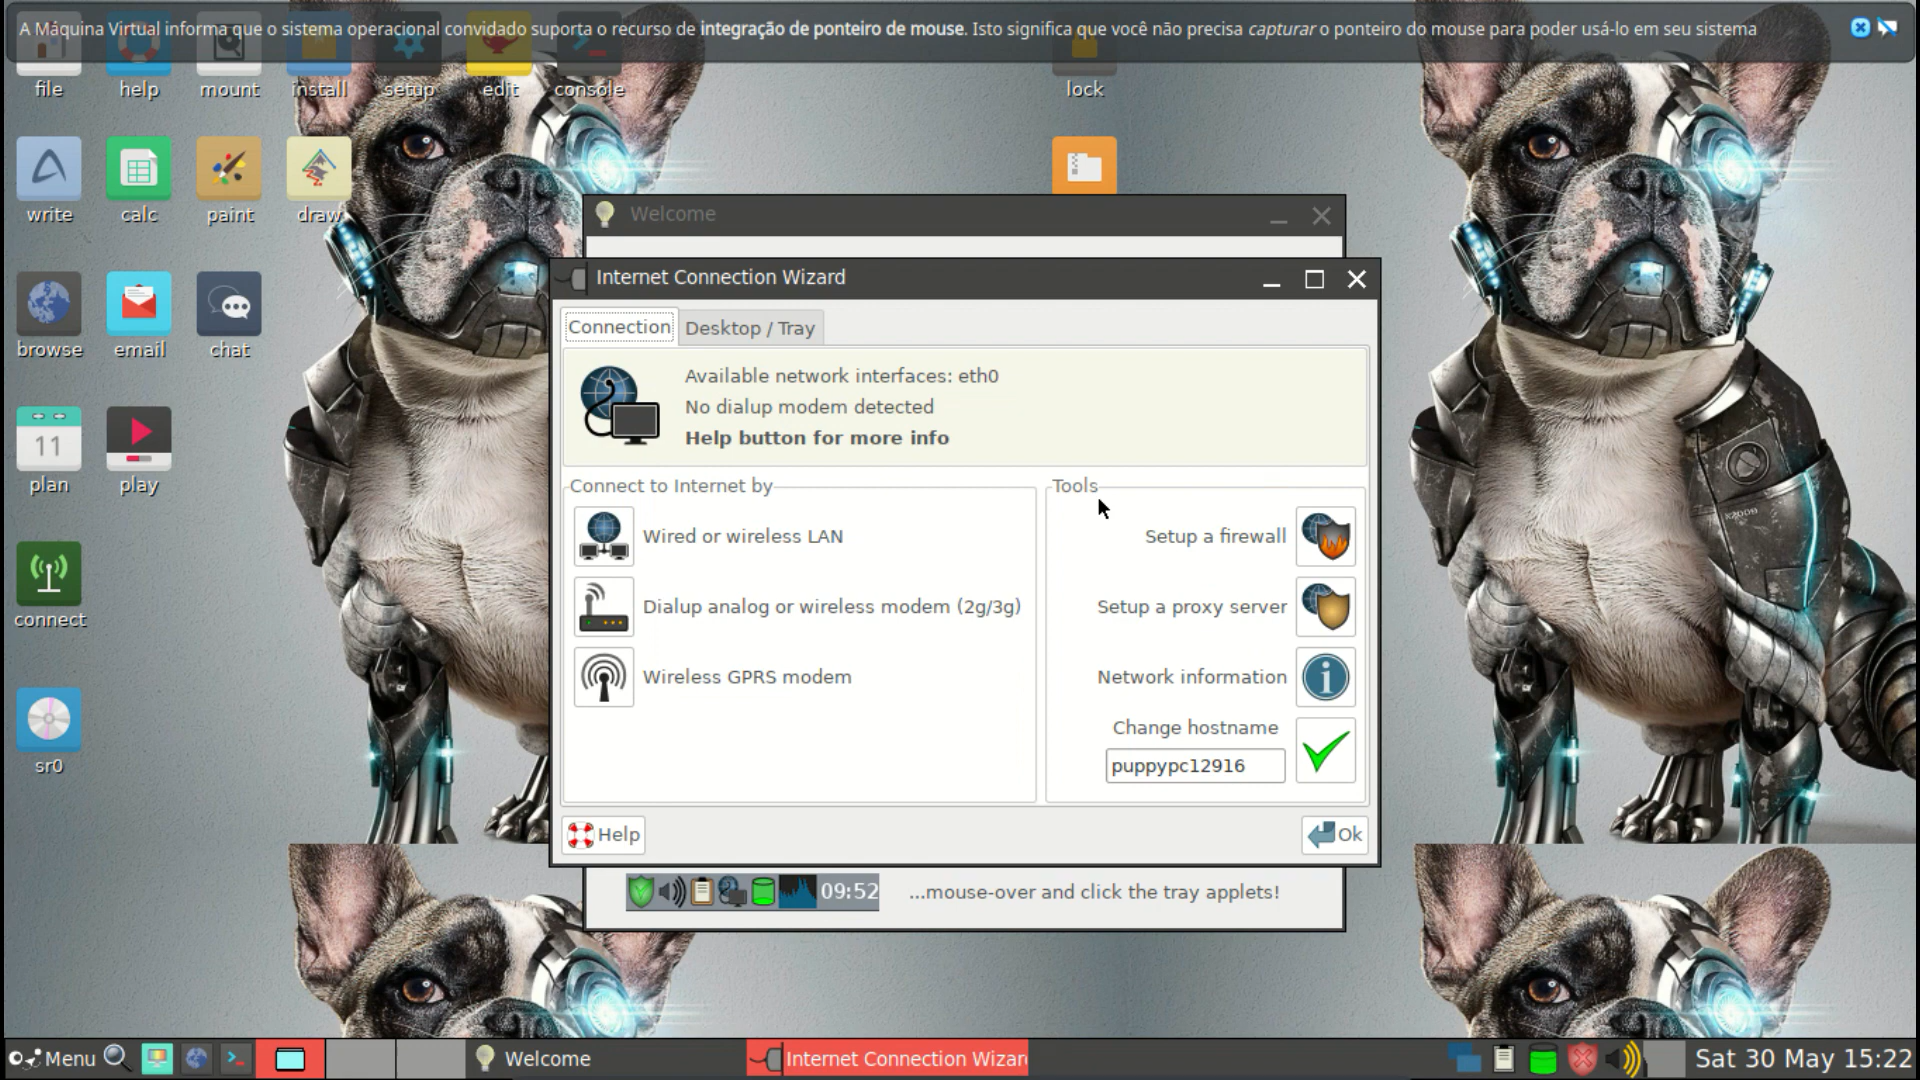 A Máquina Virtual informa que o sistema operacional convidado suporta o recurso de integração de ponteiro de mouse. Isto significa que você não precisa capturar o ponteiro do mouse para poder usá-lo em seu sistema
file help mount install setup edit console lock
write calc paint draw
browse email chat
11
plan play
connect
sr0
Welcome
Internet Connection Wizard
Connection Desktop / Tray
Available network interfaces: eth0
No dialup modem detected
Help button for more info
Connect to Internet by
Wired or wireless LAN
Dialup analog or wireless modem (2g/3g)
Wireless GPRS modem
Tools
Setup a firewall
Setup a proxy server
Network information
Change hostname
puppypc12916
Help Ok
09:52 ...mouse-over and click the tray applets!
Menu Welcome Internet Connection Wizar Sat 30 May 15:22